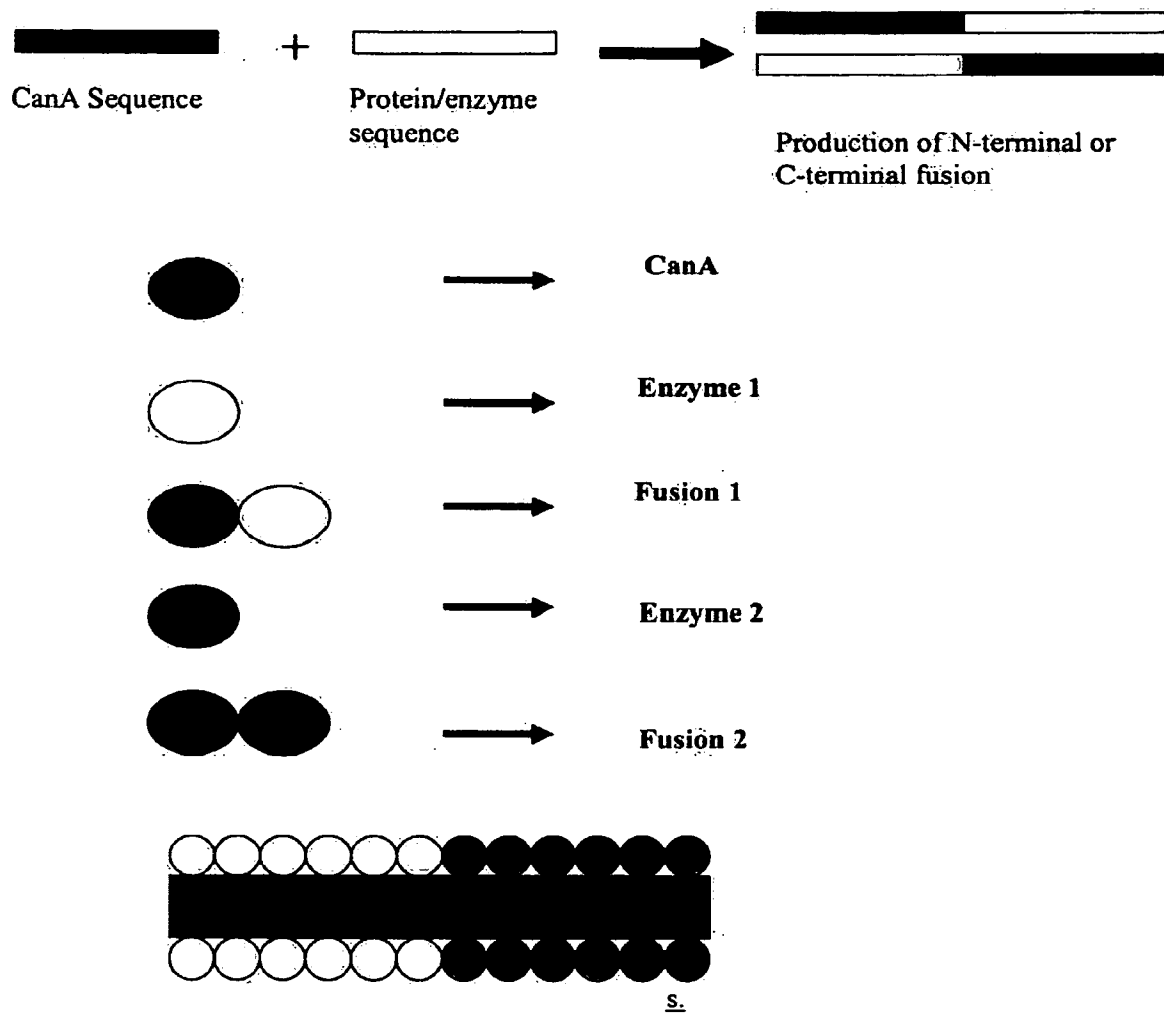 +
CanA Sequence
Protein/enzyme
sequence
Production of N-terminal or
C-terminal fusion
CanA
Enzyme 1
Fusion 1
Enzyme 2
Fusion 2
s.